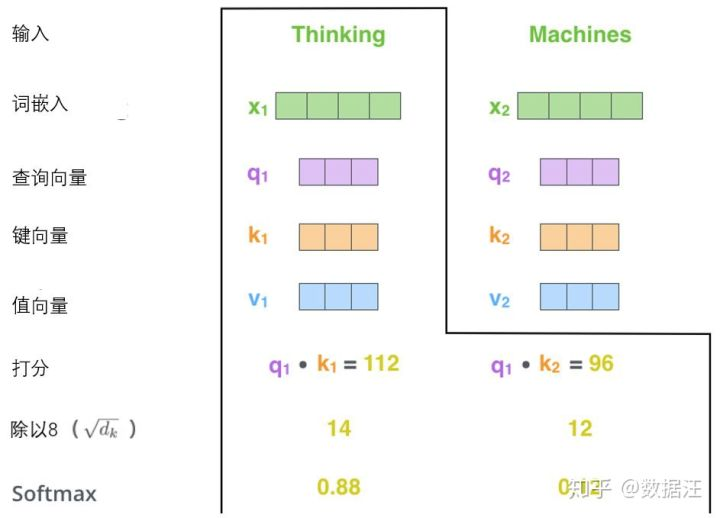 输入 Thinking Machines
词嵌入 x₁ x₂
查询向量 q₁ q₂
键向量 k₁ k₂
值向量 v₁ v₂
打分 q₁ • k₁ = 112 q₁ • k₂ = 96
除以8 (√dₖ) 14 12
Softmax 0.88
知乎 @数据汪